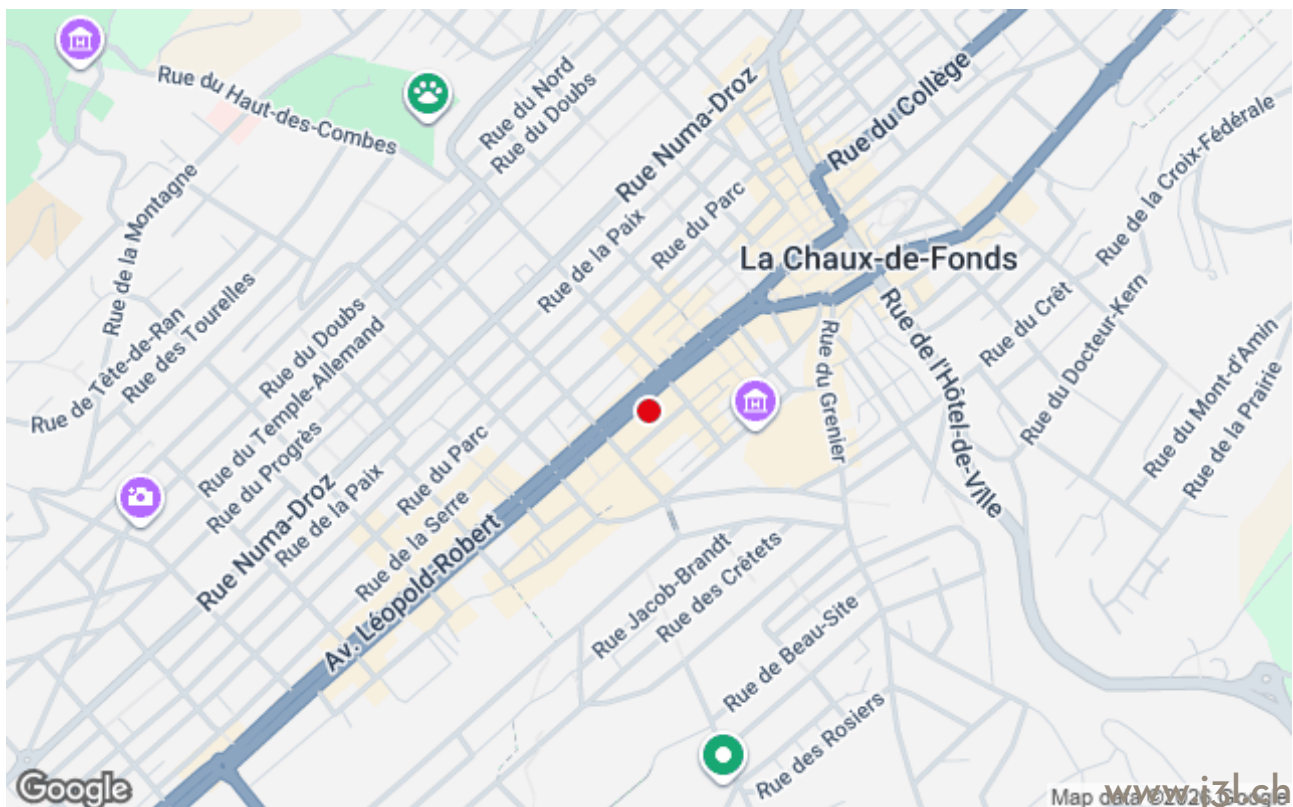 Rue du Haut-des-Combes
Rue du Nord
Rue du Doubs
Rue Numa-Droz
Rue du Collège
Rue de la Croix-Fédérale
Rue de la Montagne
Rue de la Paix
Rue du Parc
La Chaux-de-Fonds
Rue de Tête-de-Ran
Rue des Tourelles
Rue du Doubs
Rue du Temple-Allemand
Rue du Progrès
Rue Numa-Droz
Rue de la Paix
Rue du Parc
Rue de la Serre
Av. Léopold-Robert
Rue du Grenier
Rue de l'Hôtel-de-Ville
Rue du Crêt
Rue du Docteur-Kern
Rue du Mont-d'Amin
Rue de la Prairie
Rue Jacob-Brandt
Rue des Crêtets
Rue de Beau-Site
Rue des Rosiers
Google
Map data ©2026 Google
www.j3l.ch